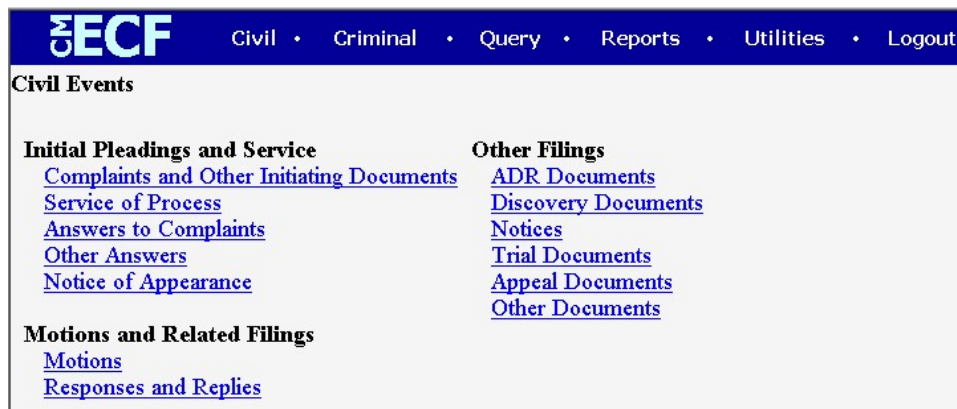 CM ECF Civil • Criminal • Query • Reports • Utilities • Logout
Civil Events
Initial Pleadings and Service
Complaints and Other Initiating Documents
Service of Process
Answers to Complaints
Other Answers
Notice of Appearance
Motions and Related Filings
Motions
Responses and Replies
Other Filings
ADR Documents
Discovery Documents
Notices
Trial Documents
Appeal Documents
Other Documents